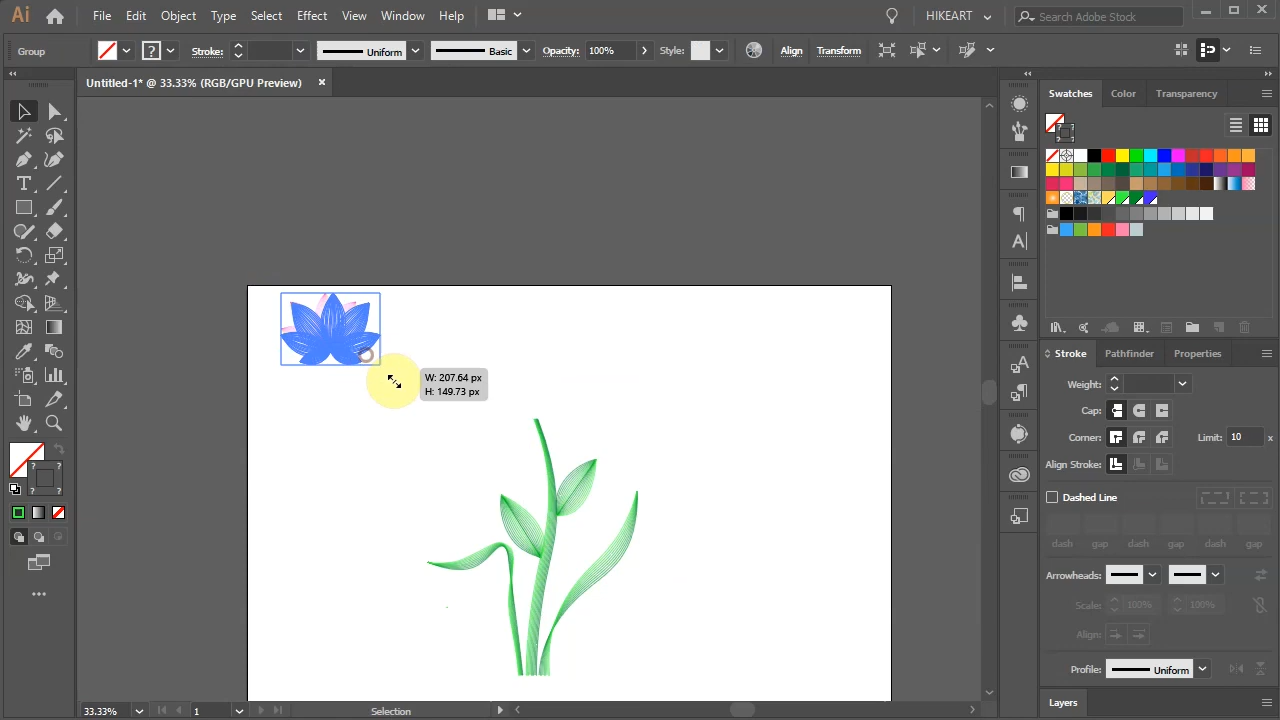 Ai File Edit Object Type Select Effect View Window Help HIKEART Search Adobe Stock
Group Stroke: Uniform Basic Opacity: 100% Style: Align Transform
Untitled-1* @ 33.33% (RGB/GPU Preview)
Swatches Color Transparency
W: 207.64 px
H: 149.73 px
Stroke Pathfinder Properties
Weight:
Cap:
Corner: Limit: 10 x
Align Stroke:
Dashed Line
dash gap dash gap dash gap
Arrowheads:
Scale: 100% 100%
Align:
Profile: Uniform
Layers
33.33% 1 Selection